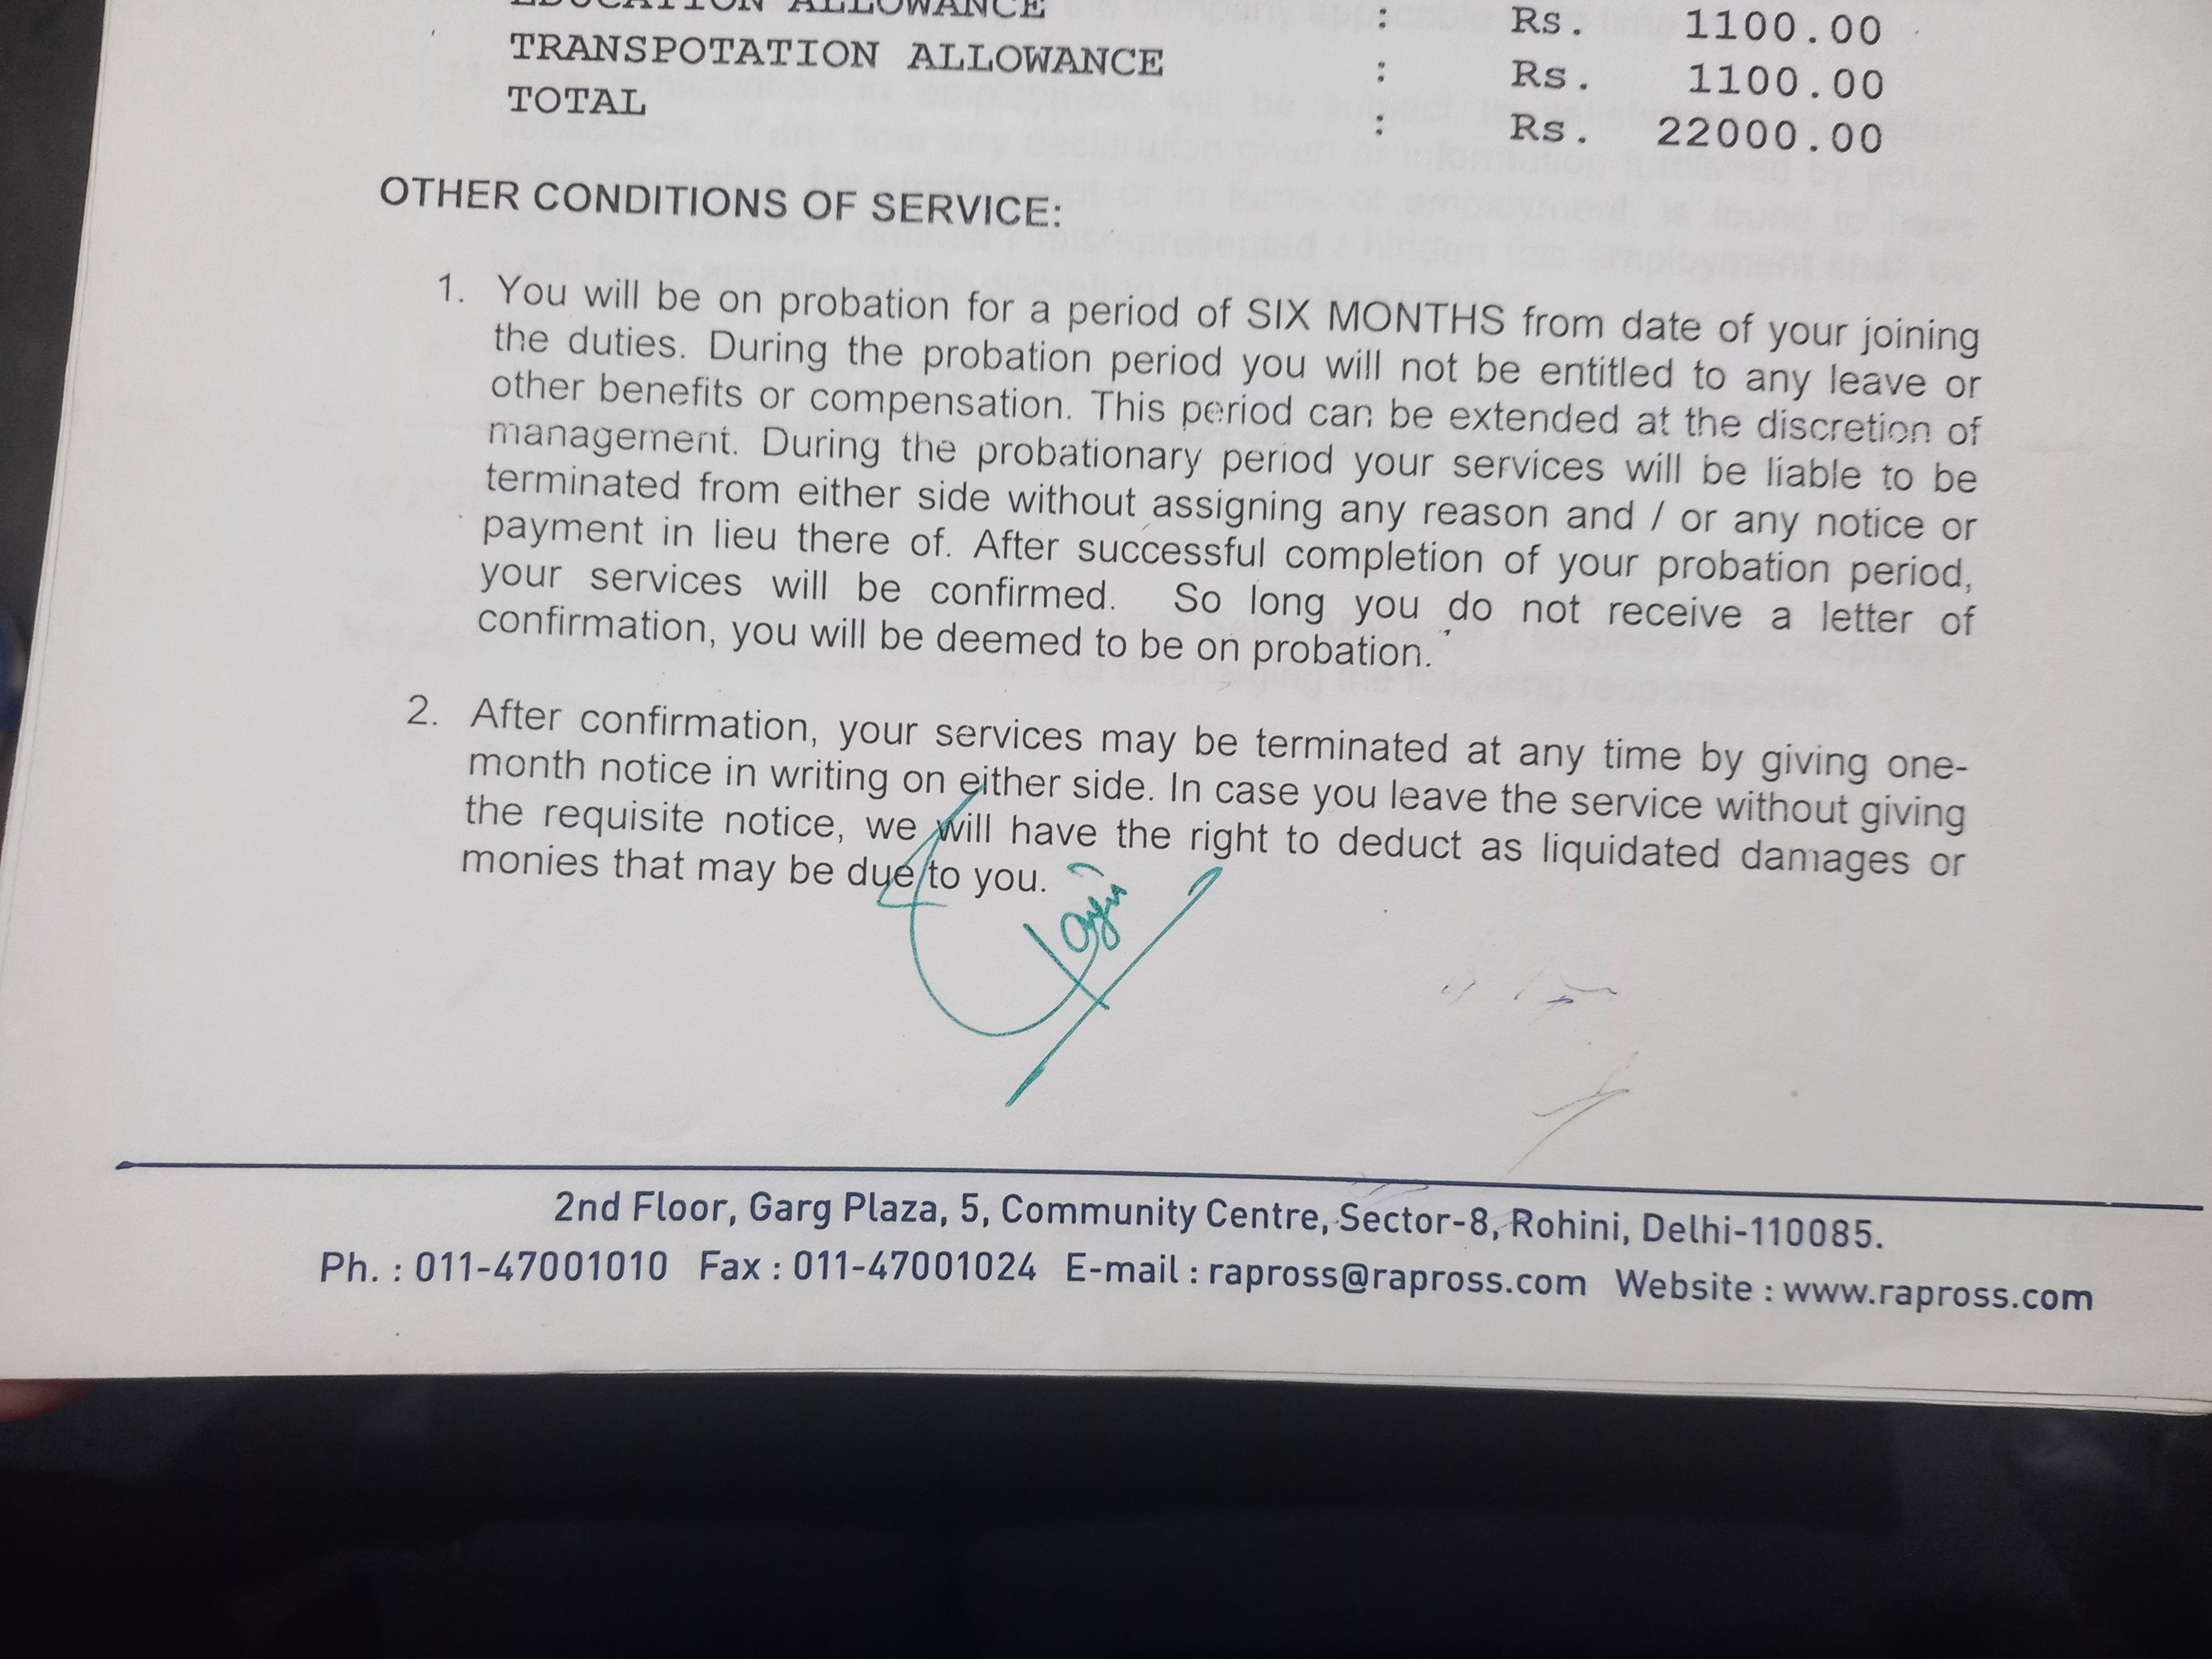 EDUCATION ALLOWANCE : Rs. 1100.00
TRANSPOTATION ALLOWANCE : Rs. 1100.00
TOTAL : Rs. 22000.00
OTHER CONDITIONS OF SERVICE:
1. You will be on probation for a period of SIX MONTHS from date of your joining
the duties. During the probation period you will not be entitled to any leave or
other benefits or compensation. This period can be extended at the discretion of
management. During the probationary period your services will be liable to be
terminated from either side without assigning any reason and / or any notice or
payment in lieu there of. After successful completion of your probation period,
your services will be confirmed. So long you do not receive a letter of
confirmation, you will be deemed to be on probation.
2. After confirmation, your services may be terminated at any time by giving one-
month notice in writing on either side. In case you leave the service without giving
the requisite notice, we will have the right to deduct as liquidated damages or
monies that may be due to you.
2nd Floor, Garg Plaza, 5, Community Centre, Sector-8, Rohini, Delhi-110085.
Ph. : 011-47001010 Fax : 011-47001024 E-mail : rapross@rapross.com Website : www.rapross.com